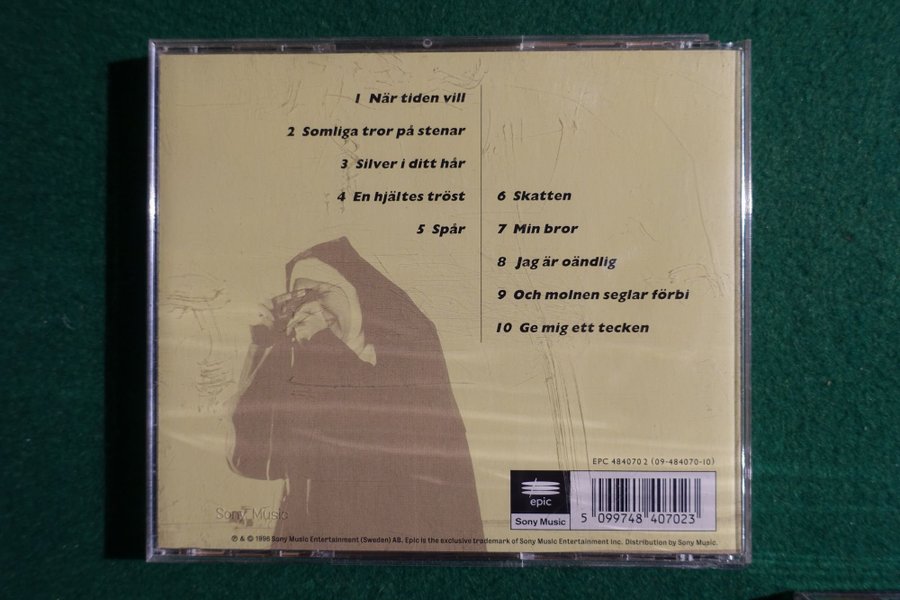 1 När tiden vill
2 Somliga tror på stenar
3 Silver i ditt hår
4 En hjältes tröst
5 Spår
6 Skatten
7 Min bror
8 Jag är oändlig
9 Och molnen seglar förbi
10 Ge mig ett tecken
EPC 484070 2 (09-484070-10)
epic
Sony Music
5 099748 407023
Sony Music
℗ & © 1996 Sony Music Entertainment (Sweden) AB. Epic is the exclusive trademark of Sony Music Entertainment Inc. Distribution by Sony Music.